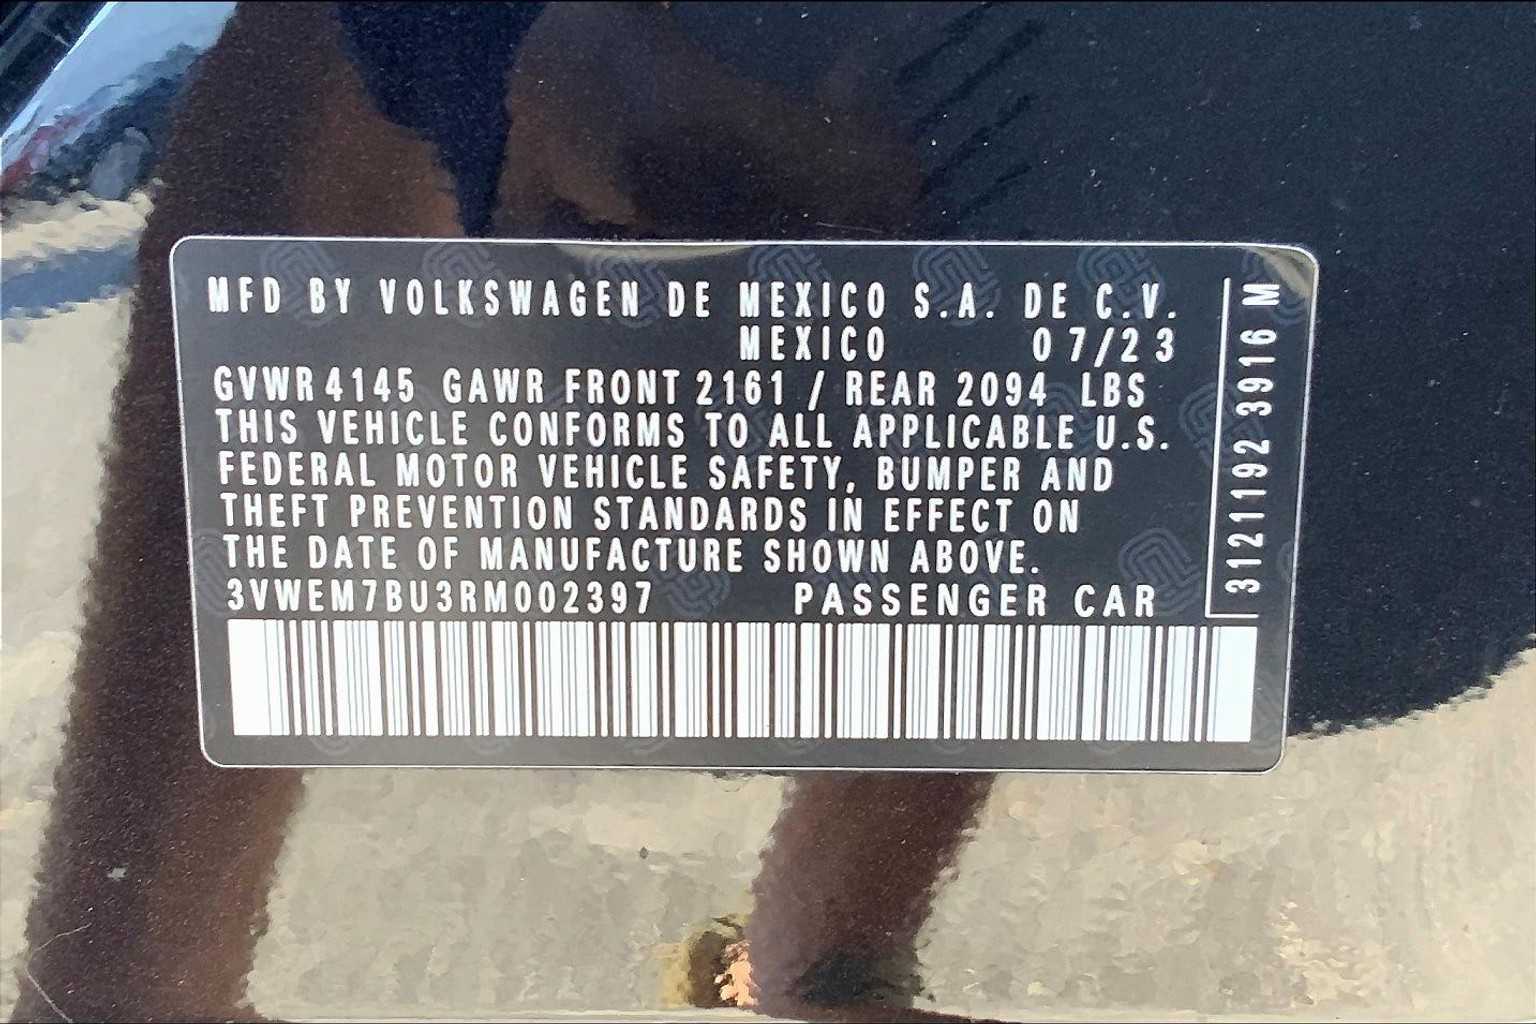 MFD BY VOLKSWAGEN DE MEXICO S.A. DE C.V.
MEXICO 07/23
GVWR 4145 GAWR FRONT 2161 / REAR 2094 LBS
THIS VEHICLE CONFORMS TO ALL APPLICABLE U.S.
FEDERAL MOTOR VEHICLE SAFETY, BUMPER AND
THEFT PREVENTION STANDARDS IN EFFECT ON
THE DATE OF MANUFACTURE SHOWN ABOVE.
3VWEM7BU3RM002397 PASSENGER CAR
3121192 3916 M